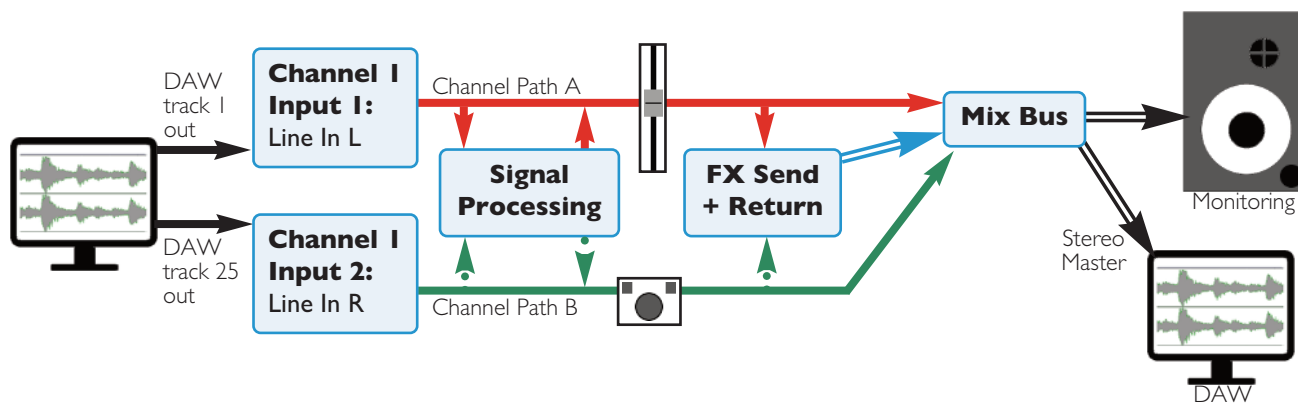 DAW
track 1
out
Channel 1
Input 1:
Line In L
Channel Path A
Signal
Processing
FX Send
+ Return
Mix Bus
Monitoring
DAW
track 25
out
Channel 1
Input 2:
Line In R
Channel Path B
Stereo
Master
DAW